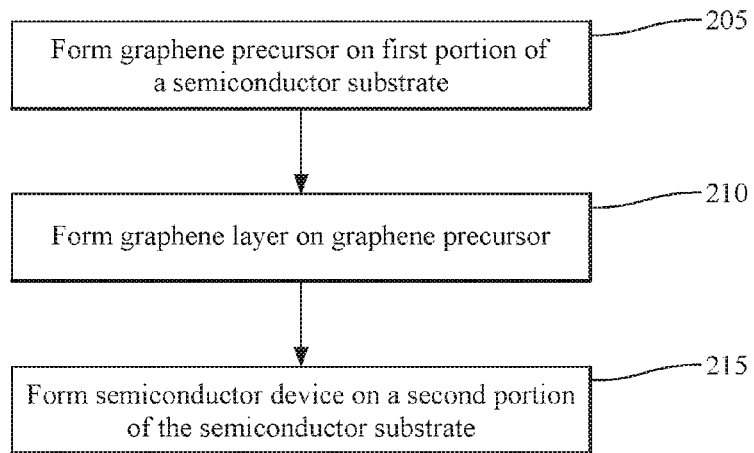 205
Form graphene precursor on first portion of
a semiconductor substrate
210
Form graphene layer on graphene precursor
215
Form semiconductor device on a second portion
of the semiconductor substrate